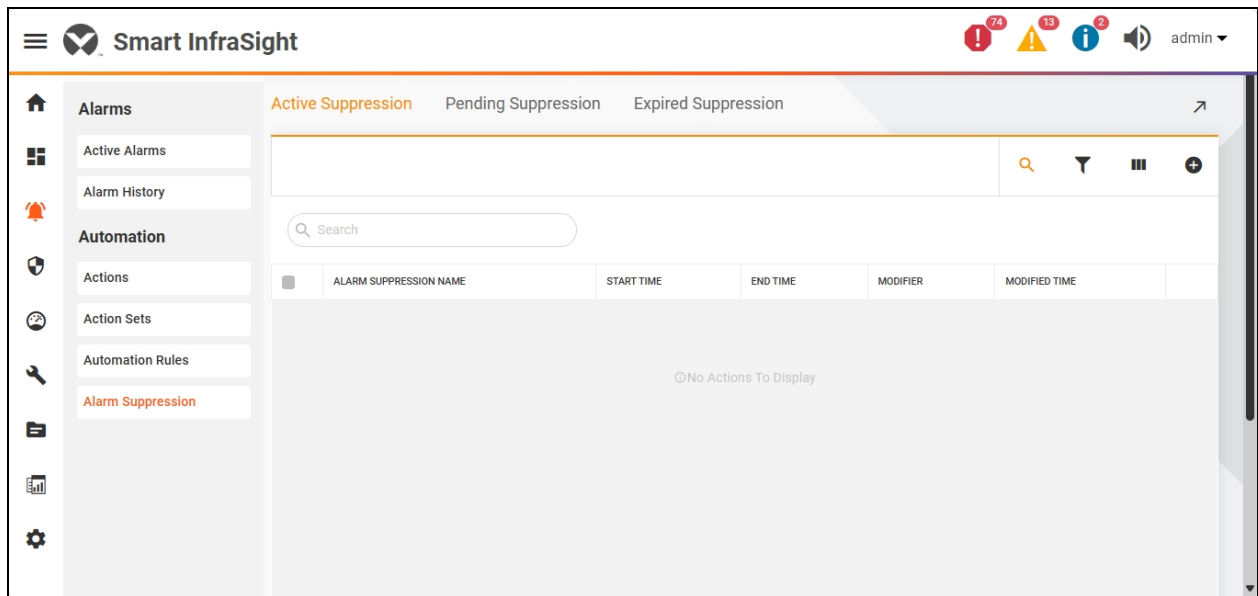 Smart InfraSight
74
13
2
admin
Alarms
Active Alarms
Alarm History
Automation
Actions
Action Sets
Automation Rules
Alarm Suppression
Active Suppression Pending Suppression Expired Suppression
Search
ALARM SUPPRESSION NAME START TIME END TIME MODIFIER MODIFIED TIME
No Actions To Display